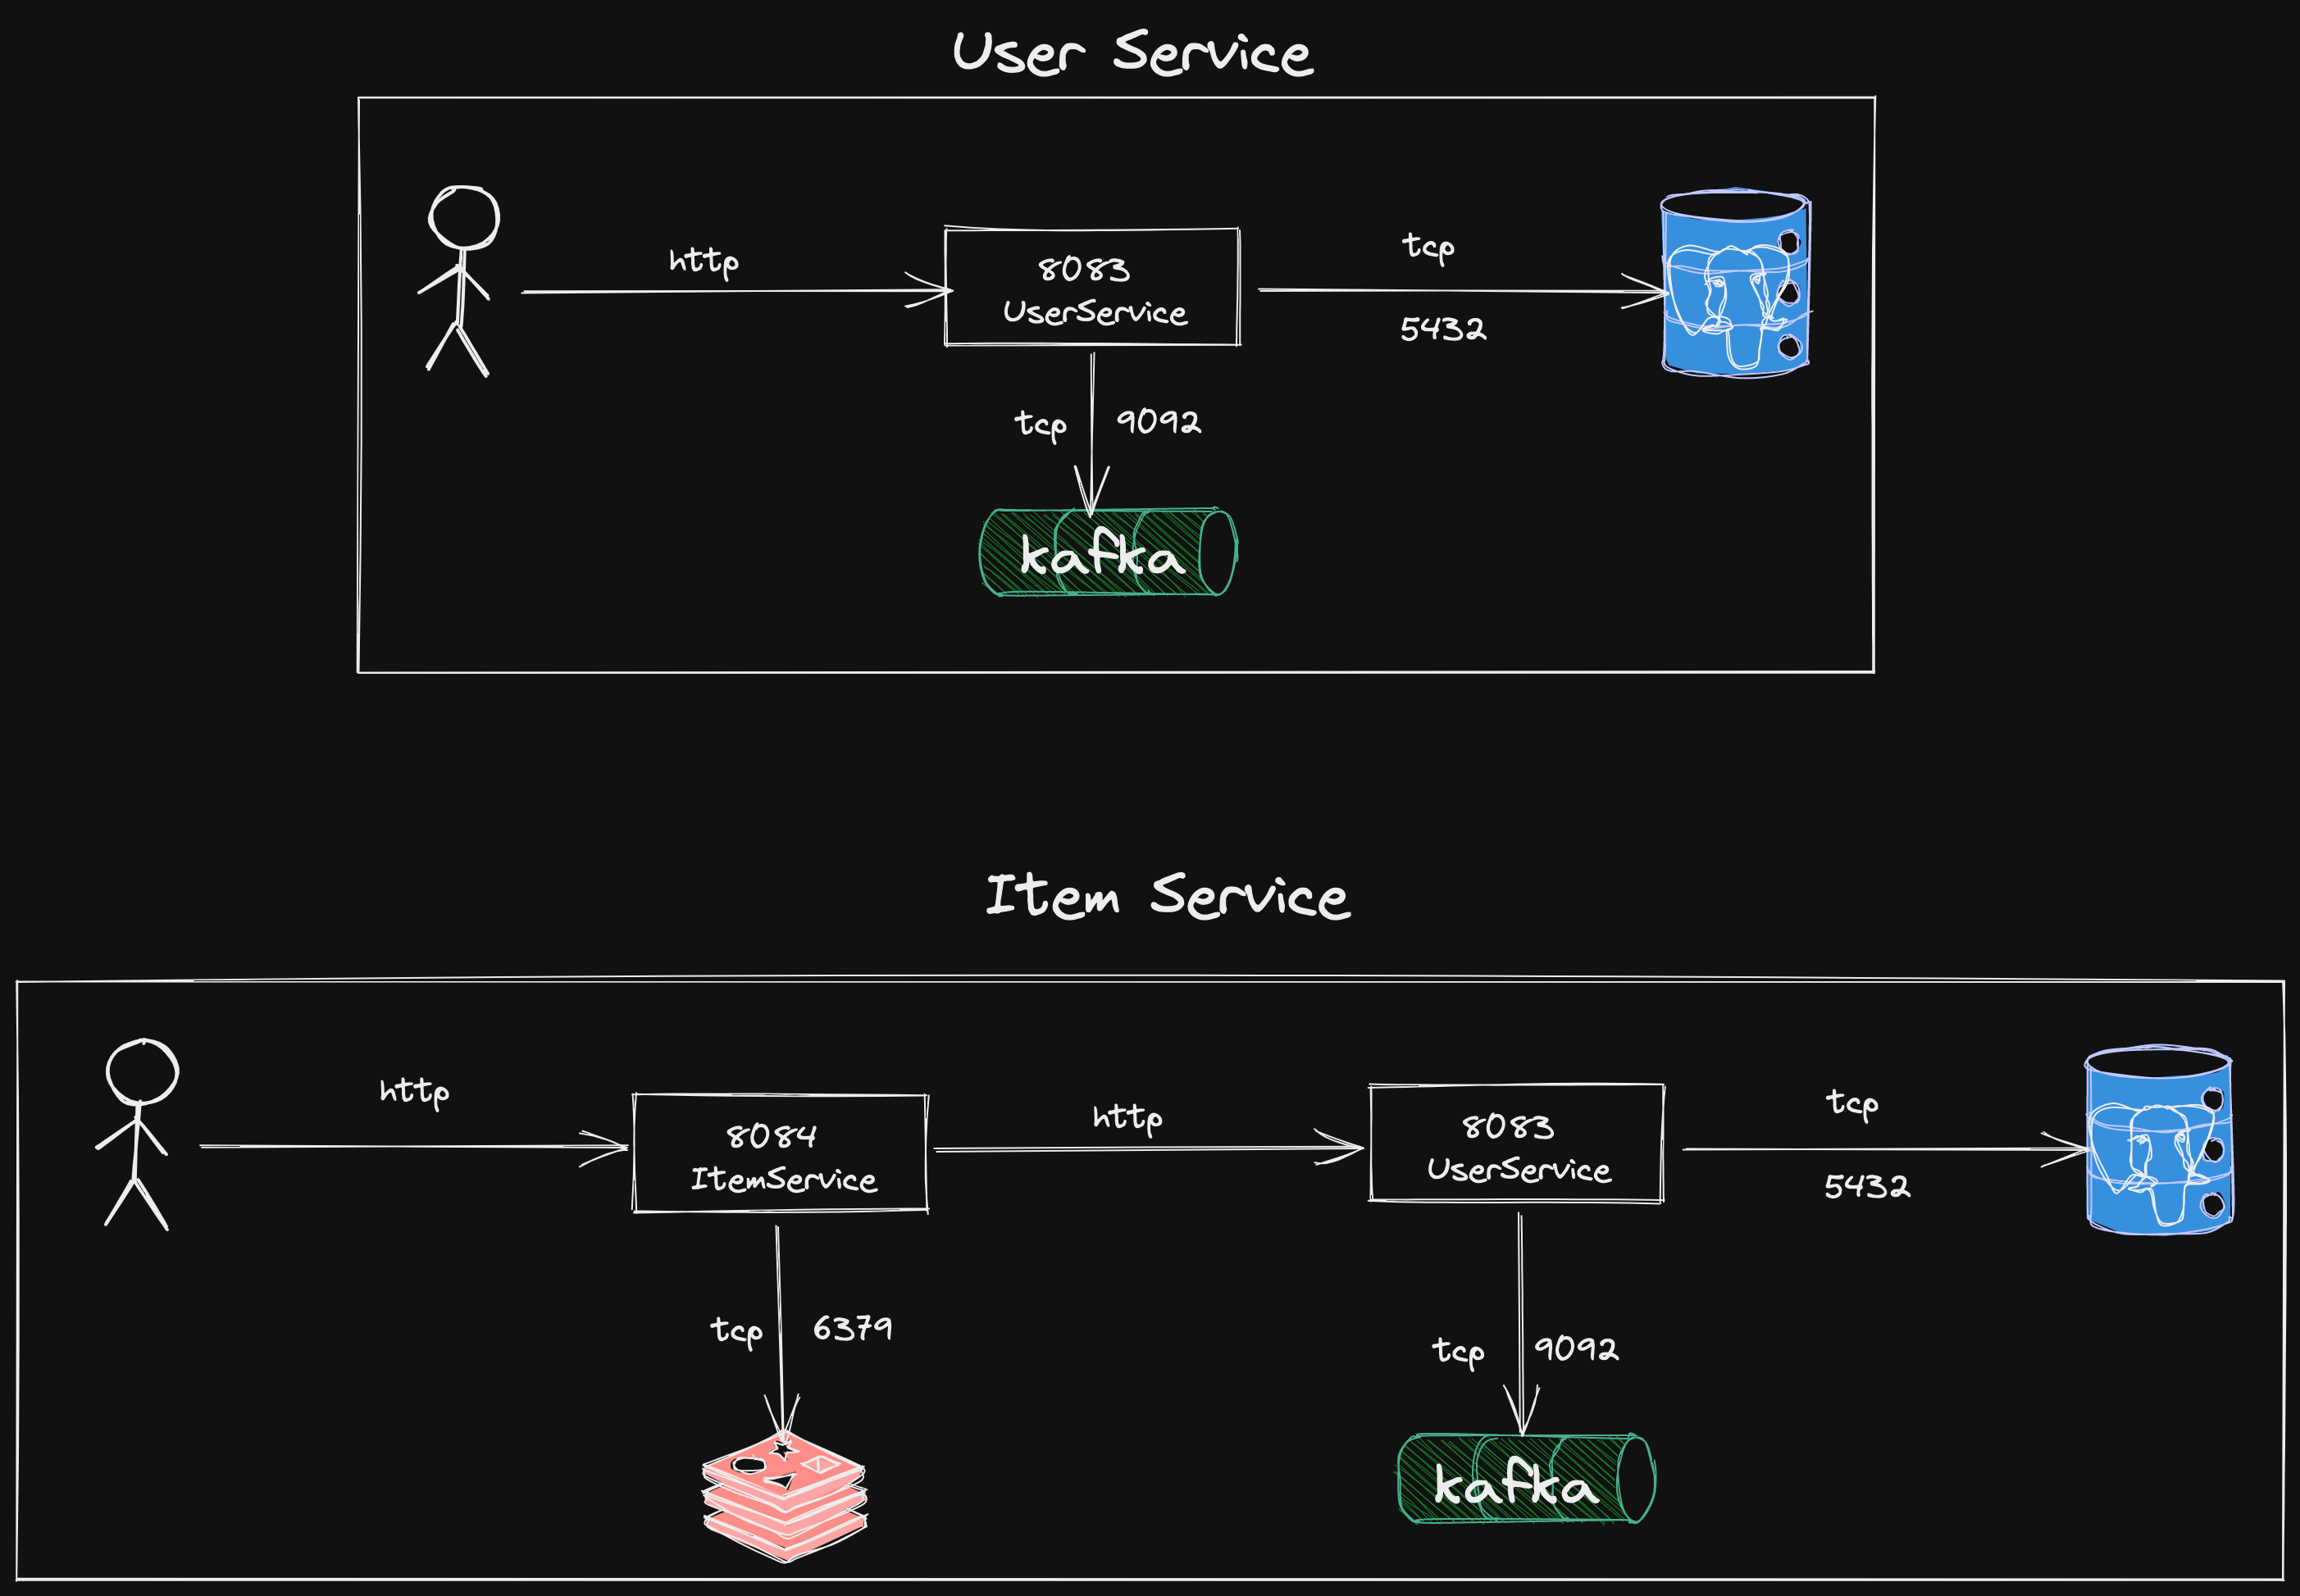 User Service
http
8083
UserService
tcp
5432
tcp
9092
kafka
Item Service
http
8084
ItemService
http
8083
UserService
tcp
5432
tcp
6379
tcp
9092
kafka